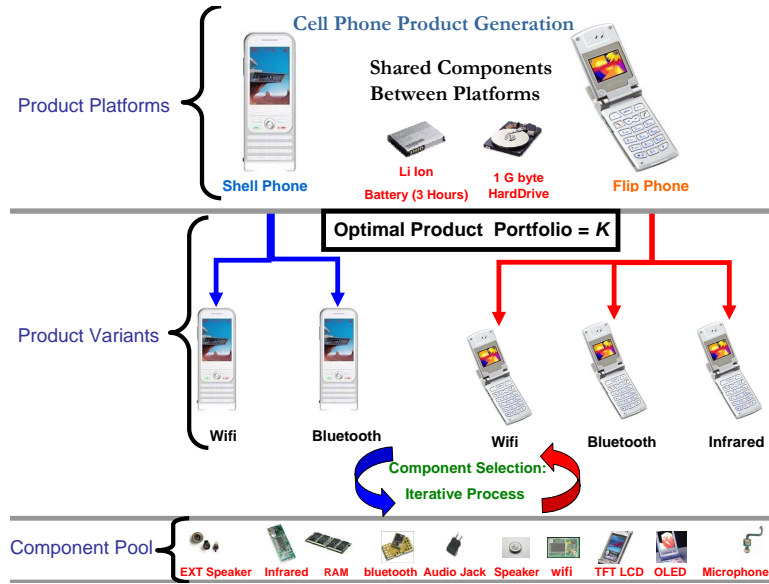 Cell Phone Product Generation
Shared Components
Between Platforms
Product Platforms
Li Ion
Battery (3 Hours)
1 G byte
HardDrive
Shell Phone
Flip Phone
Optimal Product Portfolio = K
Product Variants
Wifi
Bluetooth
Wifi
Bluetooth
Infrared
Component Selection:
Iterative Process
Component Pool
EXT Speaker
Infrared
RAM
bluetooth
Audio Jack
Speaker
wifi
TFT LCD
OLED
Microphone